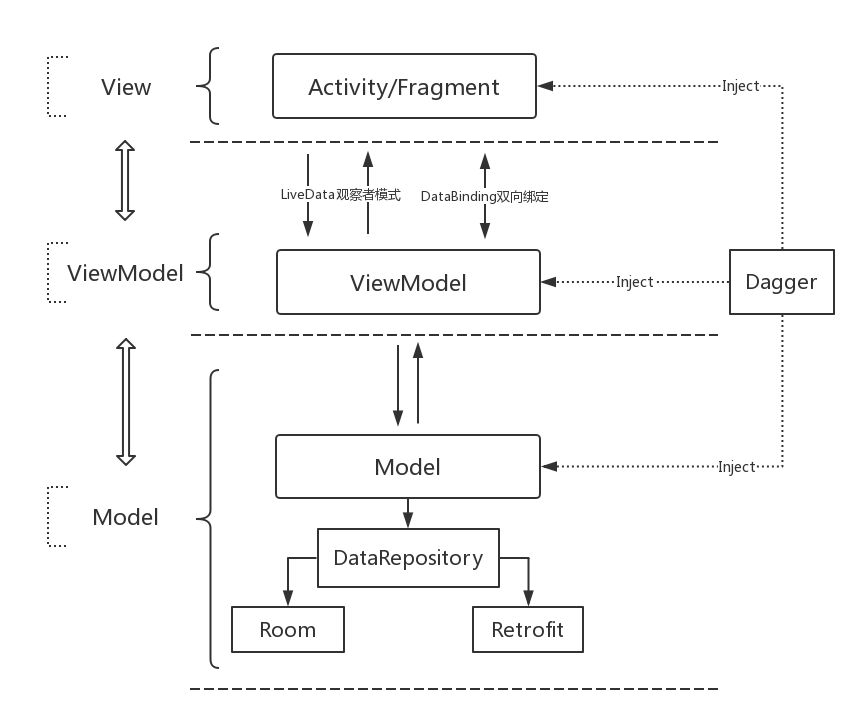 View
Activity/Fragment
Inject
LiveData观察者模式
DataBinding双向绑定
ViewModel
ViewModel
Inject
Dagger
Model
Inject
Model
DataRepository
Room
Retrofit